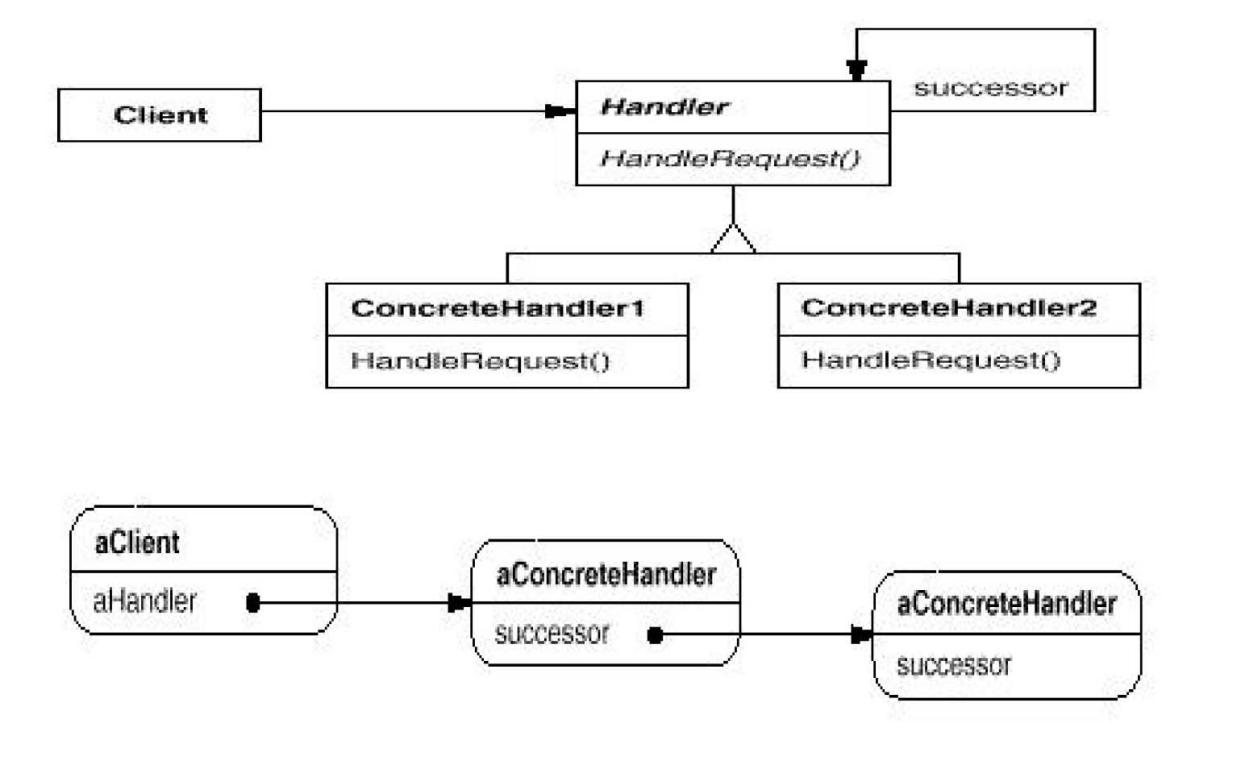 successor
Client
Handler
HandleRequest()
ConcreteHandler1
ConcreteHandler2
HandleRequest()
HandleRequest()
aClient
aHandler
aConcreteHandler
successor
aConcreteHandler
successor